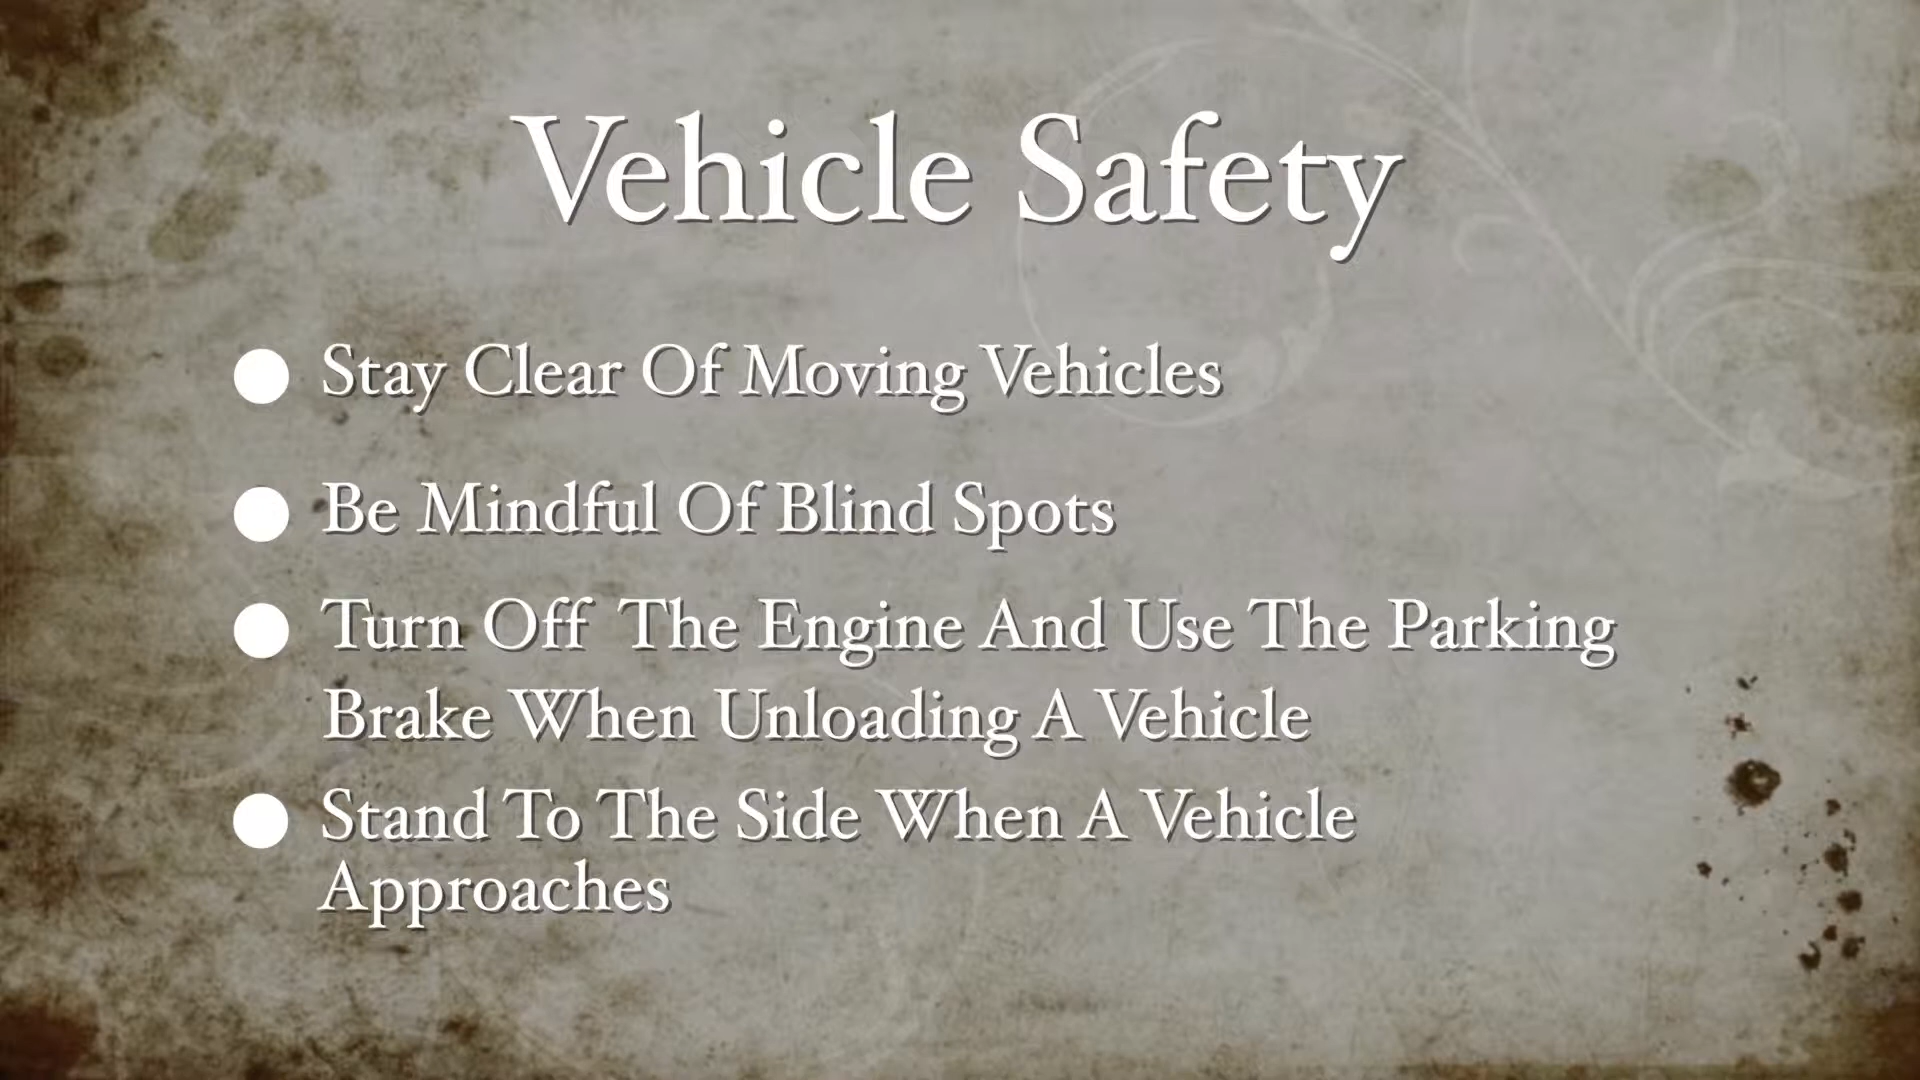 Vehicle Safety
Stay Clear Of Moving Vehicles
Be Mindful Of Blind Spots
Turn Off The Engine And Use The Parking
Brake When Unloading A Vehicle
Stand To The Side When A Vehicle
Approaches